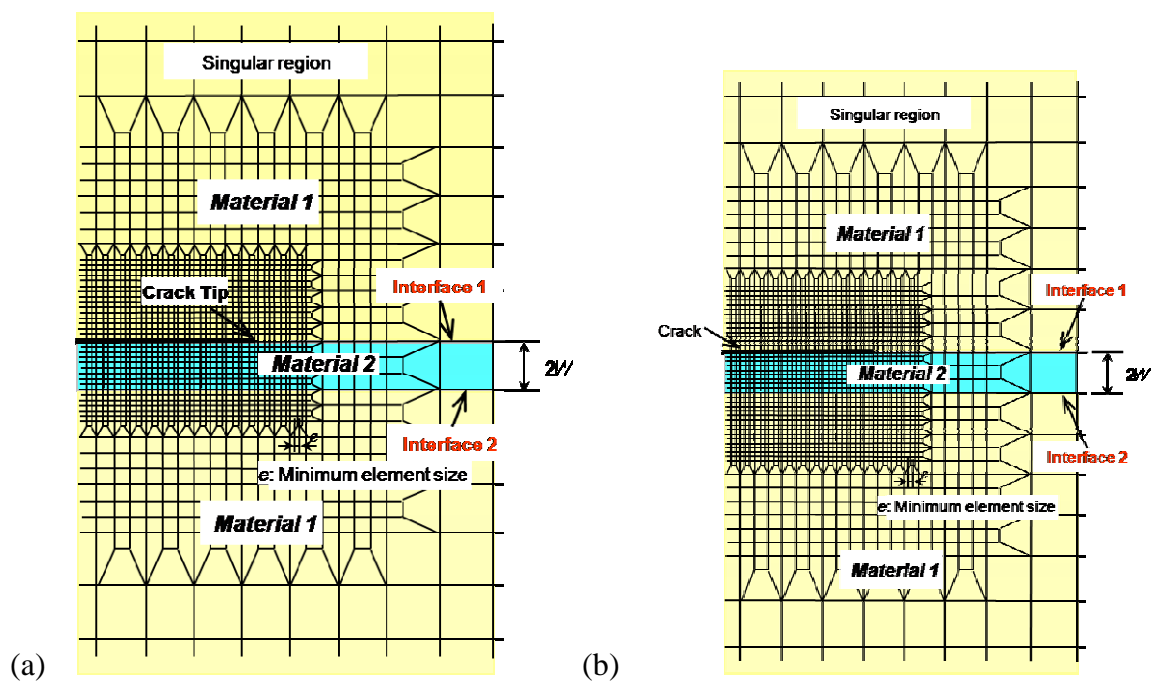 Singular region
Material 1
Crack Tip
Interface 1
Material 2
2W
Interface 2
e
e: Minimum element size
Material 1
(a)
Singular region
Material 1
Interface 1
Crack
Material 2
2W
Interface 2
e
e: Minimum element size
Material 1
(b)